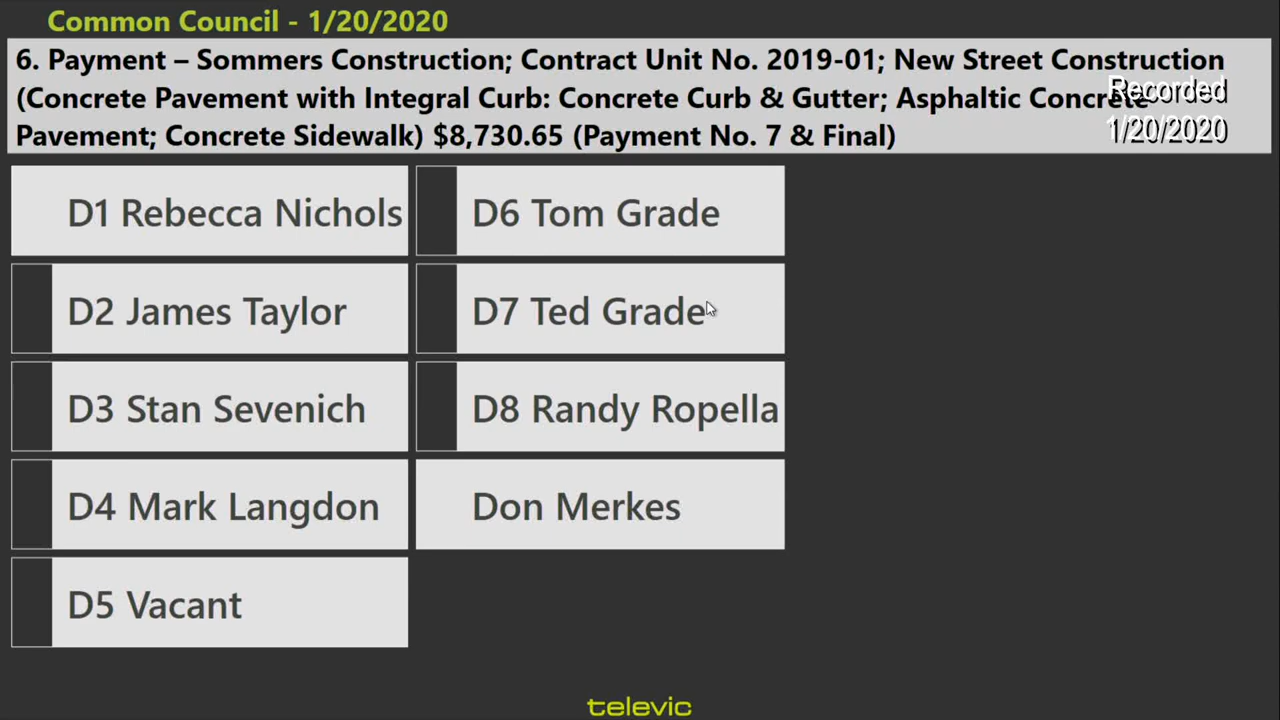 Common Council - 1/20/2020
6. Payment – Sommers Construction; Contract Unit No. 2019-01; New Street Construction
(Concrete Pavement with Integral Curb: Concrete Curb & Gutter; Asphaltic Concrete
Pavement; Concrete Sidewalk) $8,730.65 (Payment No. 7 & Final)
Recorded
1/20/2020
D1 Rebecca Nichols
D2 James Taylor
D3 Stan Sevenich
D4 Mark Langdon
D5 Vacant
D6 Tom Grade
D7 Ted Grade
D8 Randy Ropella
Don Merkes
televic